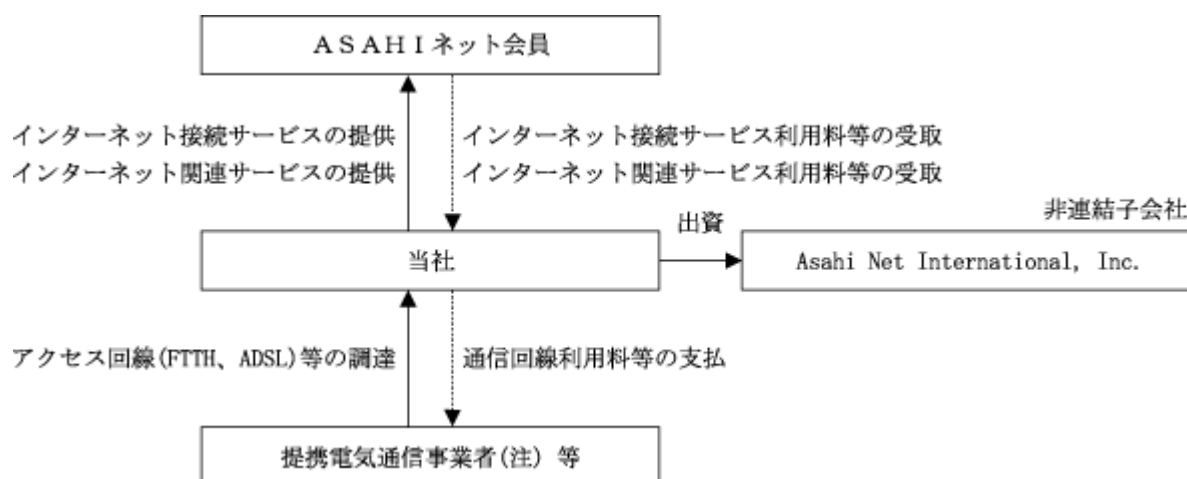 ＡＳＡＨＩネット会員
インターネット接続サービスの提供
インターネット関連サービスの提供
インターネット接続サービス利用料等の受取
インターネット関連サービス利用料等の受取
非連結子会社
出資
当社
Asahi Net International, Inc.
アクセス回線(FTTH、ADSL)等の調達
通信回線利用料等の支払
提携電気通信事業者(注) 等